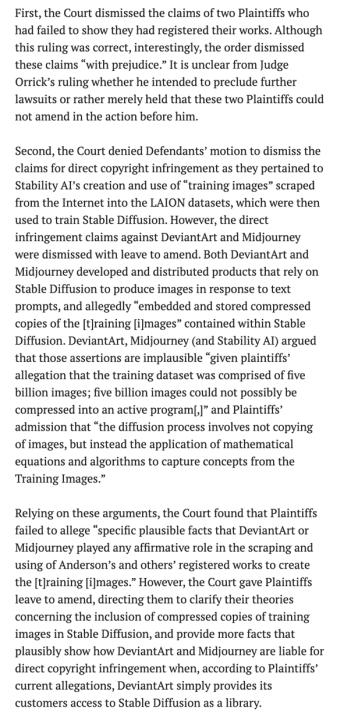 First, the Court dismissed the claims of two Plaintiffs who
had failed to show they had registered their works. Although
this ruling was correct, interestingly, the order dismissed
these claims “with prejudice.” It is unclear from Judge
Orrick’s ruling whether he intended to preclude further
lawsuits or rather merely held that these two Plaintiffs could
not amend in the action before him.
Second, the Court denied Defendants’ motion to dismiss the
claims for direct copyright infringement as they pertained to
Stability AI’s creation and use of “training images” scraped
from the Internet into the LAION datasets, which were then
used to train Stable Diffusion. However, the direct
infringement claims against DeviantArt and Midjourney
were dismissed with leave to amend. Both DeviantArt and
Midjourney developed and distributed products that rely on
Stable Diffusion to produce images in response to text
prompts, and allegedly “embedded and stored compressed
copies of the [t]raining [i]mages” contained within Stable
Diffusion. DeviantArt, Midjourney (and Stability AI) argued
that those assertions are implausible “given plaintiffs’
allegation that the training dataset was comprised of five
billion images; five billion images could not possibly be
compressed into an active program[,]” and Plaintiffs’
admission that “the diffusion process involves not copying
of images, but instead the application of mathematical
equations and algorithms to capture concepts from the
Training Images.”
Relying on these arguments, the Court found that Plaintiffs
failed to allege “specific plausible facts that DeviantArt or
Midjourney played any affirmative role in the scraping and
using of Anderson’s and others’ registered works to create
the [t]raining [i]mages.” However, the Court gave Plaintiffs
leave to amend, directing them to clarify their theories
concerning the inclusion of compressed copies of training
images in Stable Diffusion, and provide more facts that
plausibly show how DeviantArt and Midjourney are liable for
direct copyright infringement when, according to Plaintiffs’
current allegations, DeviantArt simply provides its
customers access to Stable Diffusion as a library.